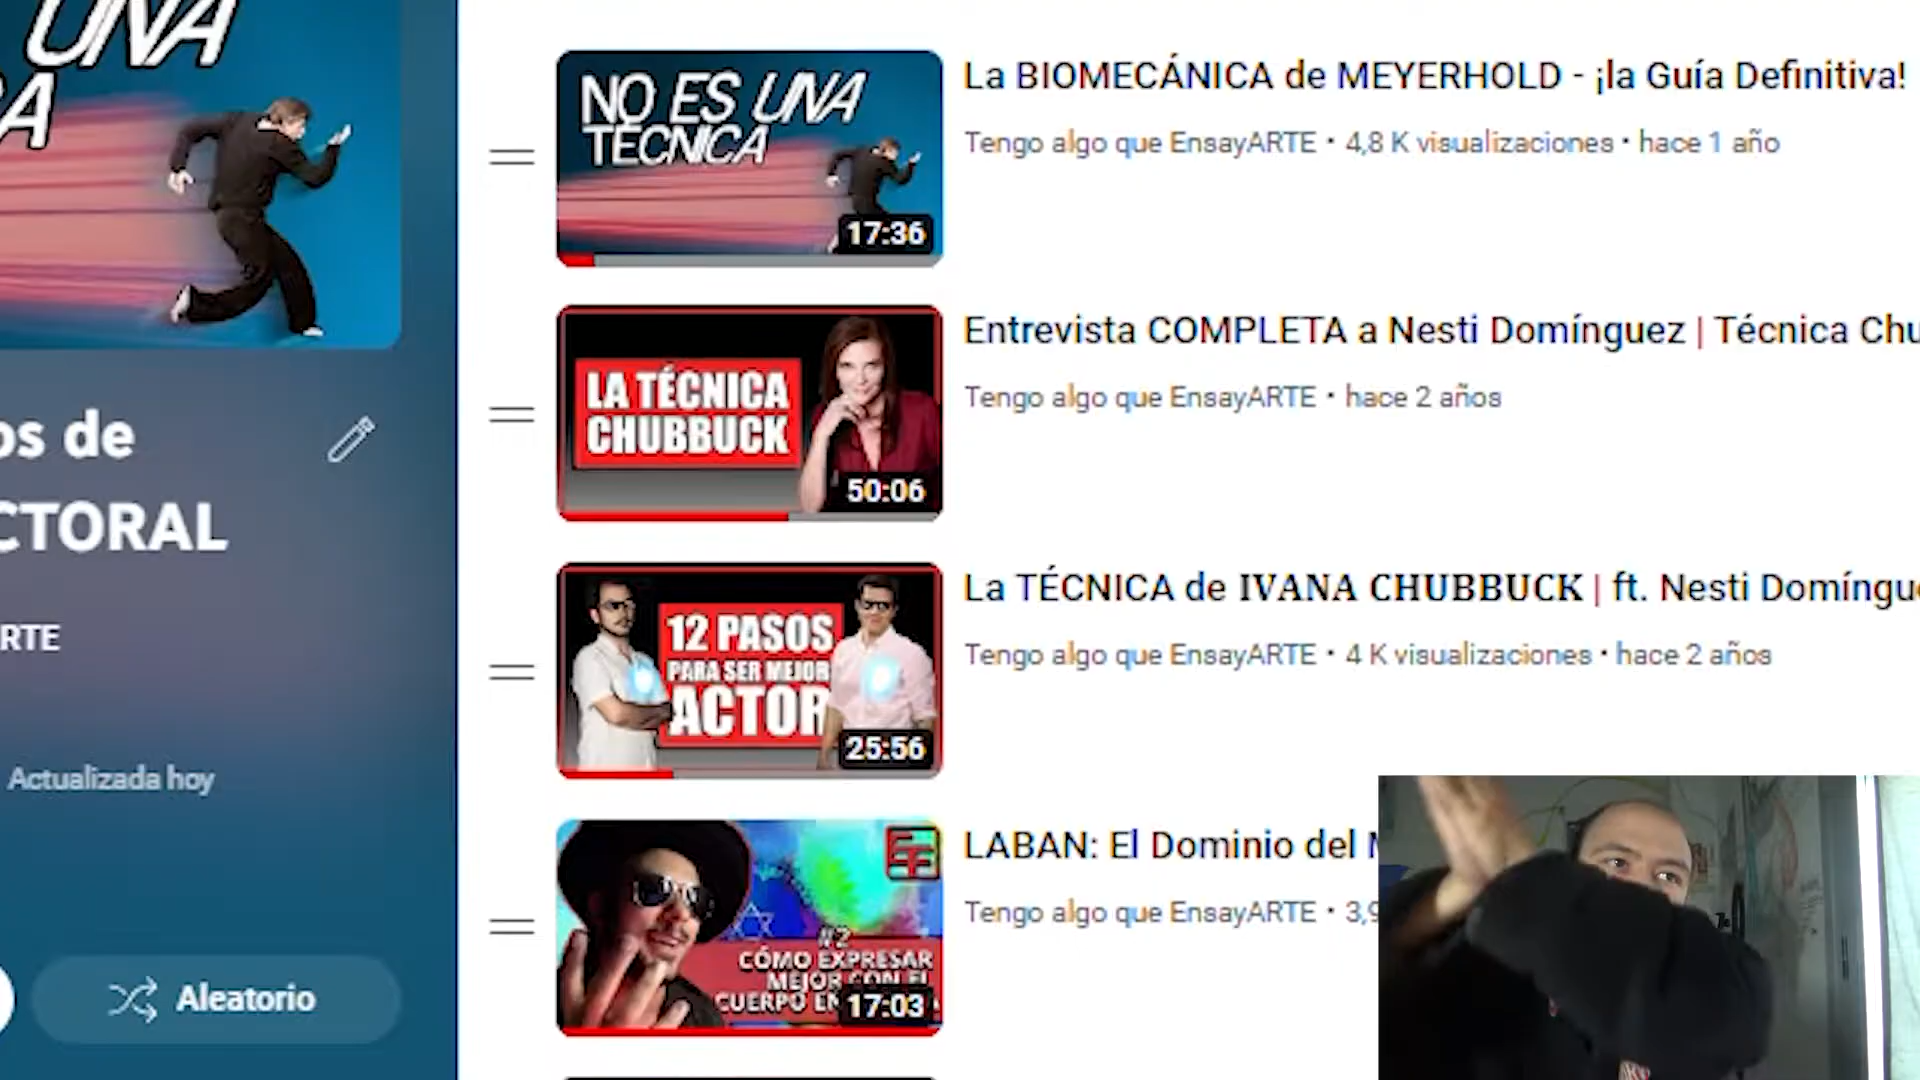 UNA
CA
os de
CTORAL
RTE
Actualizada hoy
Aleatorio
NO ES UNA
TÉCNICA
17:36
La BIOMECÁNICA de MEYERHOLD - ¡la Guía Definitiva!
Tengo algo que EnsayARTE • 4,8 K visualizaciones • hace 1 año
LA TÉCNICA
CHUBBUCK
50:06
Entrevista COMPLETA a Nesti Domínguez | Técnica Chu
Tengo algo que EnsayARTE • hace 2 años
12 PASOS
PARA SER MEJOR
ACTOR
25:56
La TÉCNICA de IVANA CHUBBUCK | ft. Nesti Domíngue
Tengo algo que EnsayARTE • 4 K visualizaciones • hace 2 años
#2
CÓMO EXPRESAR
MEJOR CON EL
CUERPO EN
17:03
LABAN: El Dominio del M
Tengo algo que EnsayARTE • 3,9